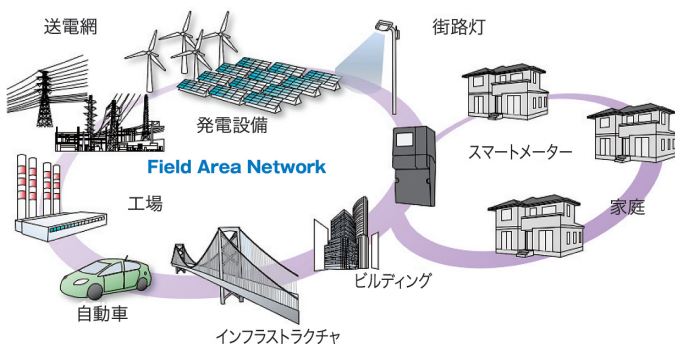 送電網
街路灯
発電設備
スマートメーター
Field Area Network
工場
家庭
ビルディング
自動車
インフラストラクチャ